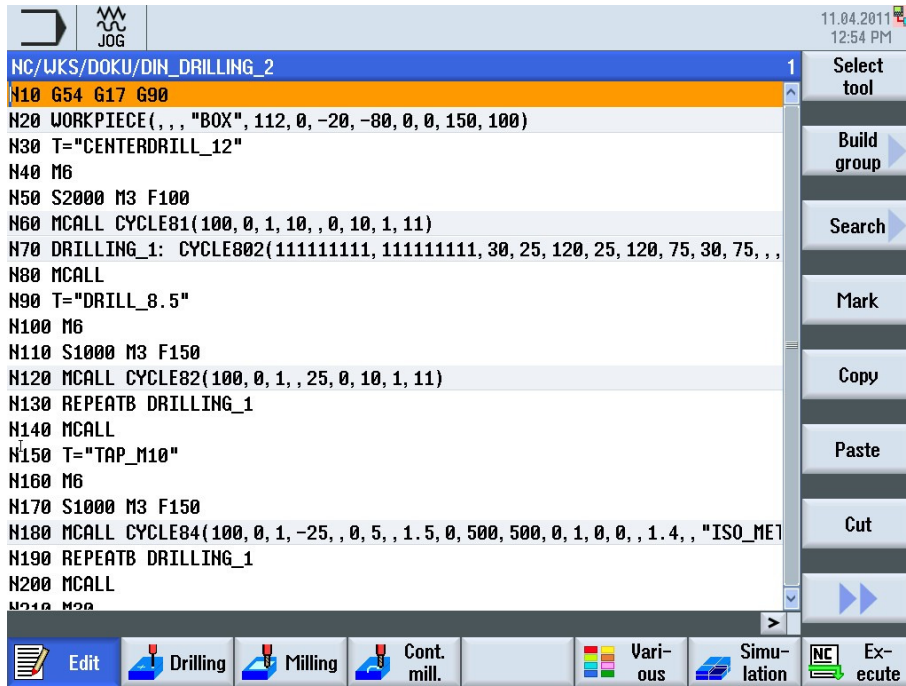 JOG
11.04.2011
12:54 PM
NC/WKS/DOKU/DIN_DRILLING_2 1
N10 G54 G17 G90
N20 WORKPIECE(,,,"BOX",112,0,-20,-80,0,0,150,100)
N30 T="CENTERDRILL_12"
N40 M6
N50 S2000 M3 F100
N60 MCALL CYCLE81(100,0,1,10,,0,10,1,11)
N70 DRILLING_1: CYCLE802(111111111,111111111,30,25,120,25,120,75,30,75,,,
N80 MCALL
N90 T="DRILL_8.5"
N100 M6
N110 S1000 M3 F150
N120 MCALL CYCLE82(100,0,1,,25,0,10,1,11)
N130 REPEATB DRILLING_1
N140 MCALL
N150 T="TAP_M10"
N160 M6
N170 S1000 M3 F150
N180 MCALL CYCLE84(100,0,1,-25,,0,5,,1.5,0,500,500,0,1,0,0,,1.4,,"ISO_MET
N190 REPEATB DRILLING_1
N200 MCALL
N210 M30
Select
tool
Build
group
Search
Mark
Copy
Paste
Cut
Edit
Drilling
Milling
Cont.
mill.
Vari-
ous
Simu-
lation
NC
Ex-
ecute